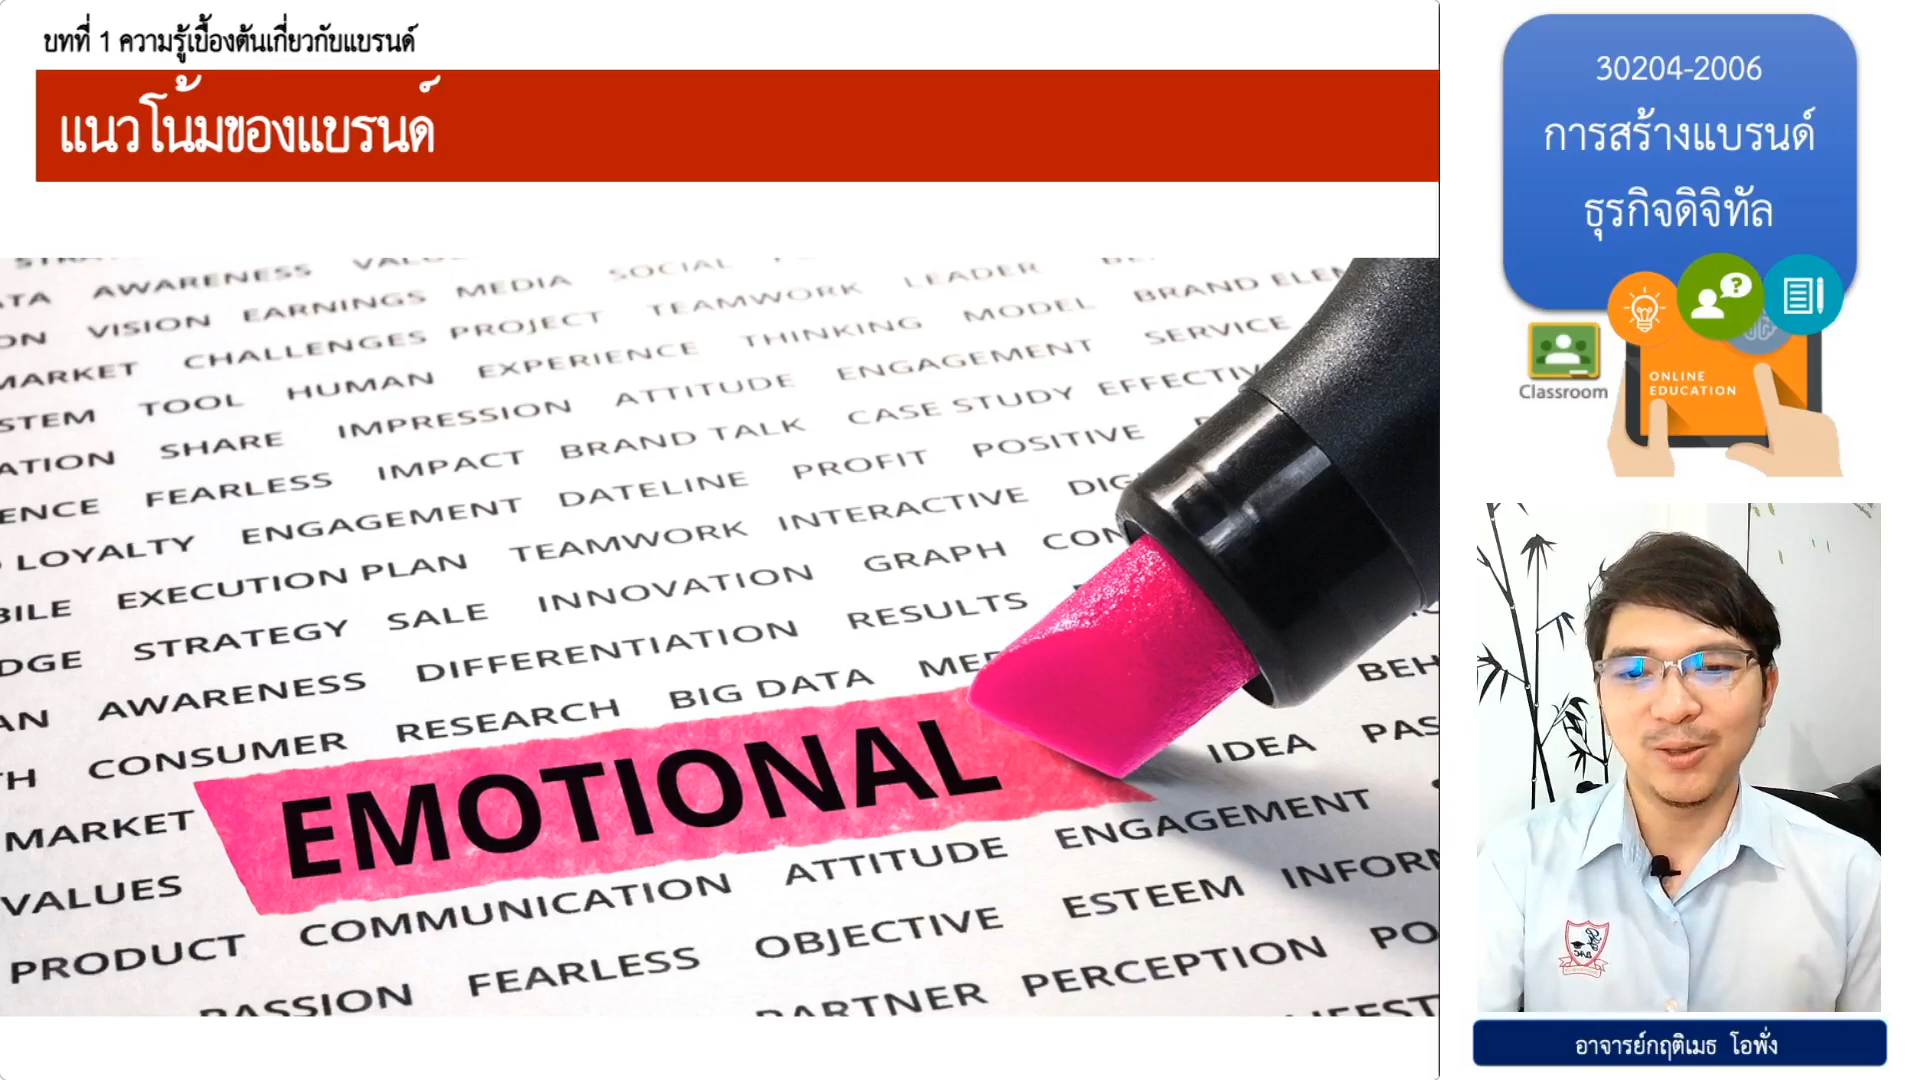 บทที่ 1 ความรู้เบื้องต้นเกี่ยวกับแบรนด์
แนวโน้มของแบรนด์
AWARENESS
SOCIAL
VISION EARNINGS MEDIA TEAMWORK LEADER
MARKET CHALLENGES PROJECT THINKING MODEL BRAND
TOOL HUMAN EXPERIENCE ENGAGEMENT SERVICE
SHARE IMPRESSION ATTITUDE CASE STUDY
FEARLESS IMPACT BRAND TALK PROFIT POSITIVE
LOYALTY ENGAGEMENT DATELINE INTERACTIVE
EXECUTION PLAN TEAMWORK GRAPH
STRATEGY SALE INNOVATION RESULTS
AWARENESS DIFFERENTIATION
CONSUMER RESEARCH BIG DATA
MARKET EMOTIONAL IDEA
VALUES ATTITUDE ENGAGEMENT
PRODUCT COMMUNICATION OBJECTIVE ESTEEM
PASSION FEARLESS PARTNER PERCEPTION
30204-2006
การสร้างแบรนด์
ธุรกิจดิจิทัล
Classroom
ONLINE
EDUCATION
อาจารย์กฤติเมธ โอพั่ง